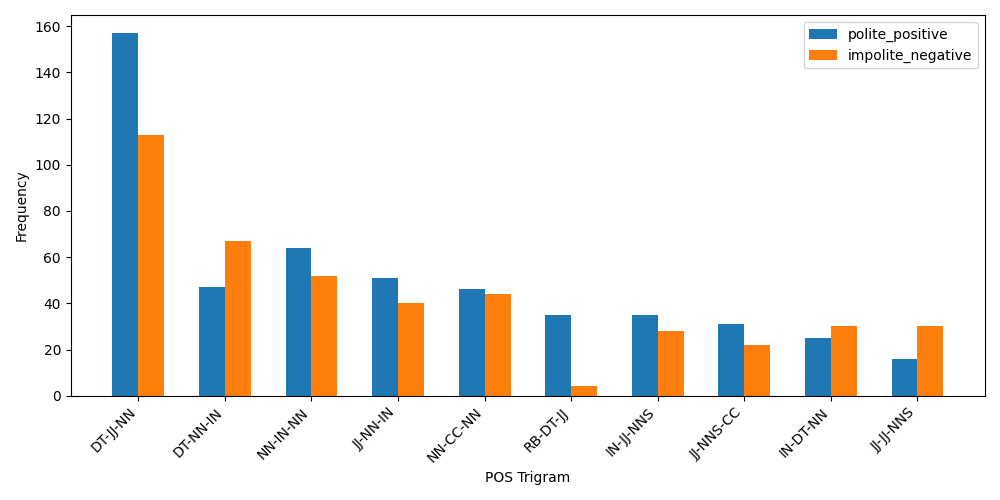 160
140
120
100
80
60
40
20
0
Frequency
polite_positive
impolite_negative
DT-JJ-NN
DT-NN-IN
NN-IN-NN
JJ-NN-IN
NN-CC-NN
RB-DT-JJ
IN-JJ-NNS
JJ-NNS-CC
IN-DT-NN
JJ-JJ-NNS
POS Trigram